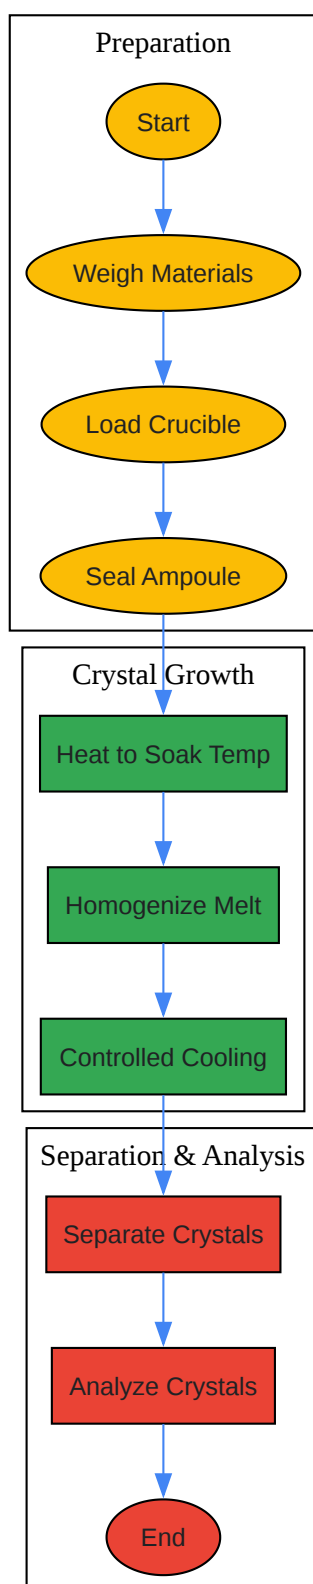 Preparation
Start
Weigh Materials
Load Crucible
Seal Ampoule
Crystal Growth
Heat to Soak Temp
Homogenize Melt
Controlled Cooling
Separation & Analysis
Separate Crystals
Analyze Crystals
End